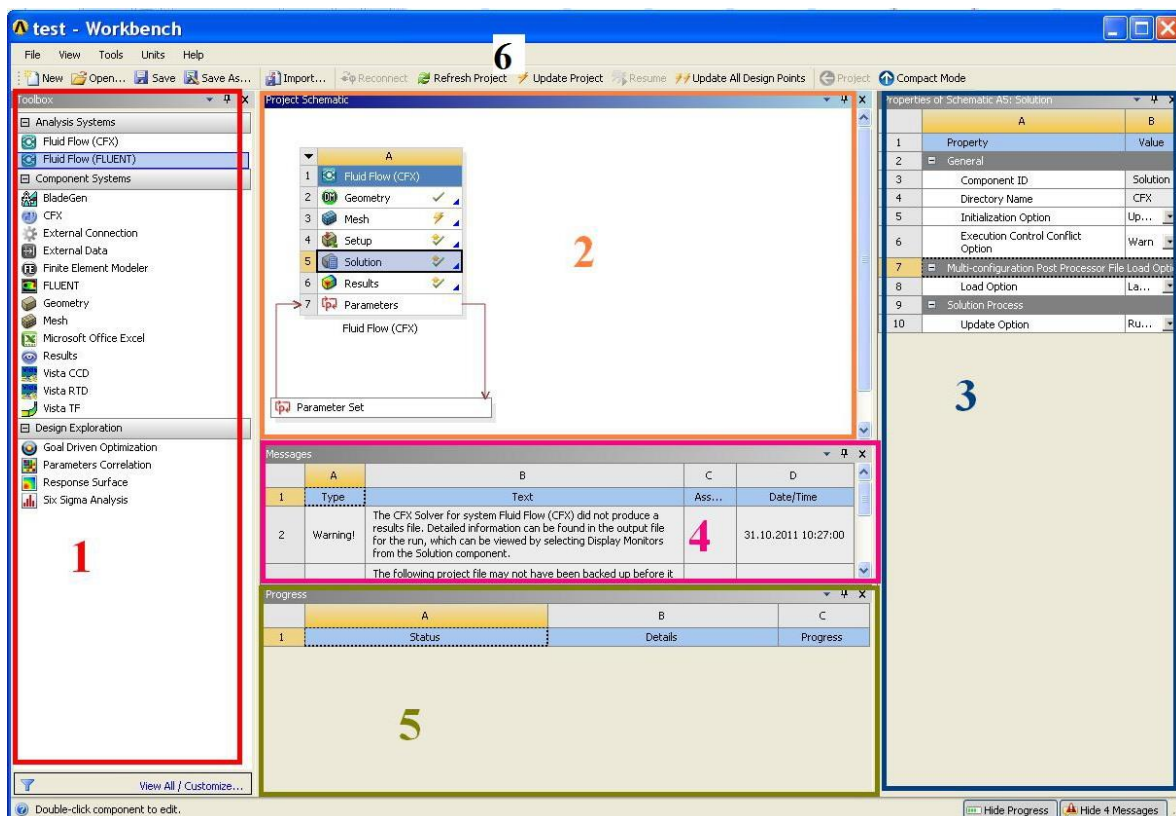 test - Workbench
File View Tools Units Help
6
New Open... Save Save As... Import... Reconnect Refresh Project Update Project Resume Update All Design Points Project Compact Mode
Toolbox
Analysis Systems
Fluid Flow (CFX)
Fluid Flow (FLUENT)
Component Systems
BladeGen
CFX
External Connection
External Data
Finite Element Modeler
FLUENT
Geometry
Mesh
Microsoft Office Excel
Results
Vista CCD
Vista RTD
Vista TF
Design Exploration
Goal Driven Optimization
Parameters Correlation
Response Surface
Six Sigma Analysis
1
View All / Customize...
Project Schematic
A
1 Fluid Flow (CFX)
2 Geometry
3 Mesh
4 Setup
5 Solution
6 Results
7 Parameters
Fluid Flow (CFX)
Parameter Set
2
Messages
A B C D
1 Type Text Ass... Date/Time
2 Warning! The CFX Solver for system Fluid Flow (CFX) did not produce a
results file. Detailed information can be found in the output file
for the run, which can be viewed by selecting Display Monitors
from the Solution component.
31.10.2011 10:27:00
The following project file may not have been backed up before it
4
Progress
A B C
1 Status Details Progress
5
Properties of Schematic A5: Solution
A B
1 Property Value
2 General
3 Component ID Solution
4 Directory Name CFX
5 Initialization Option Up...
6 Execution Control Conflict
Option Warn
7 Multi-configuration Post Processor File Load Optio
8 Load Option La...
9 Solution Process
10 Update Option Ru...
3
Double-click component to edit.
Hide Progress Hide 4 Messages